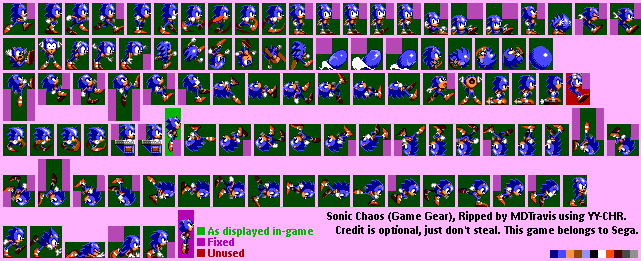 Sonic Chaos (Game Gear), Ripped by MDTravis using YY-CHR.
Credit is optional, just don't steal. This game belongs to Sega.
As displayed in-game
Fixed
Unused